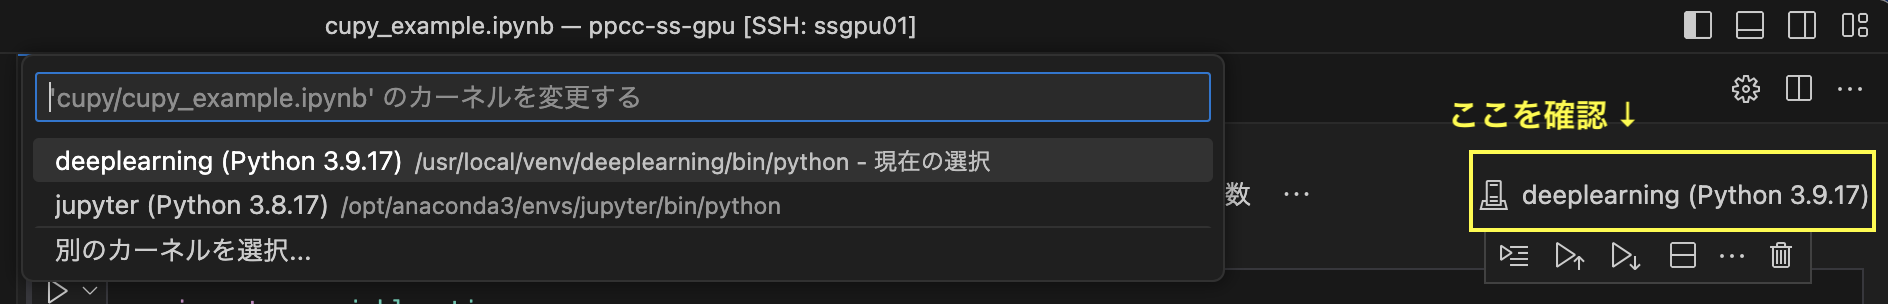 cupy_example.ipynb — ppcc-ss-gpu [SSH: ssgpu01]
'cupy/cupy_example.ipynb' のカーネルを変更する
ここを確認↓
deeplearning (Python 3.9.17) /usr/local/venv/deeplearning/bin/python - 現在の選択
数 ···
deeplearning (Python 3.9.17)
jupyter (Python 3.8.17) /opt/anaconda3/envs/jupyter/bin/python
別のカーネルを選択...